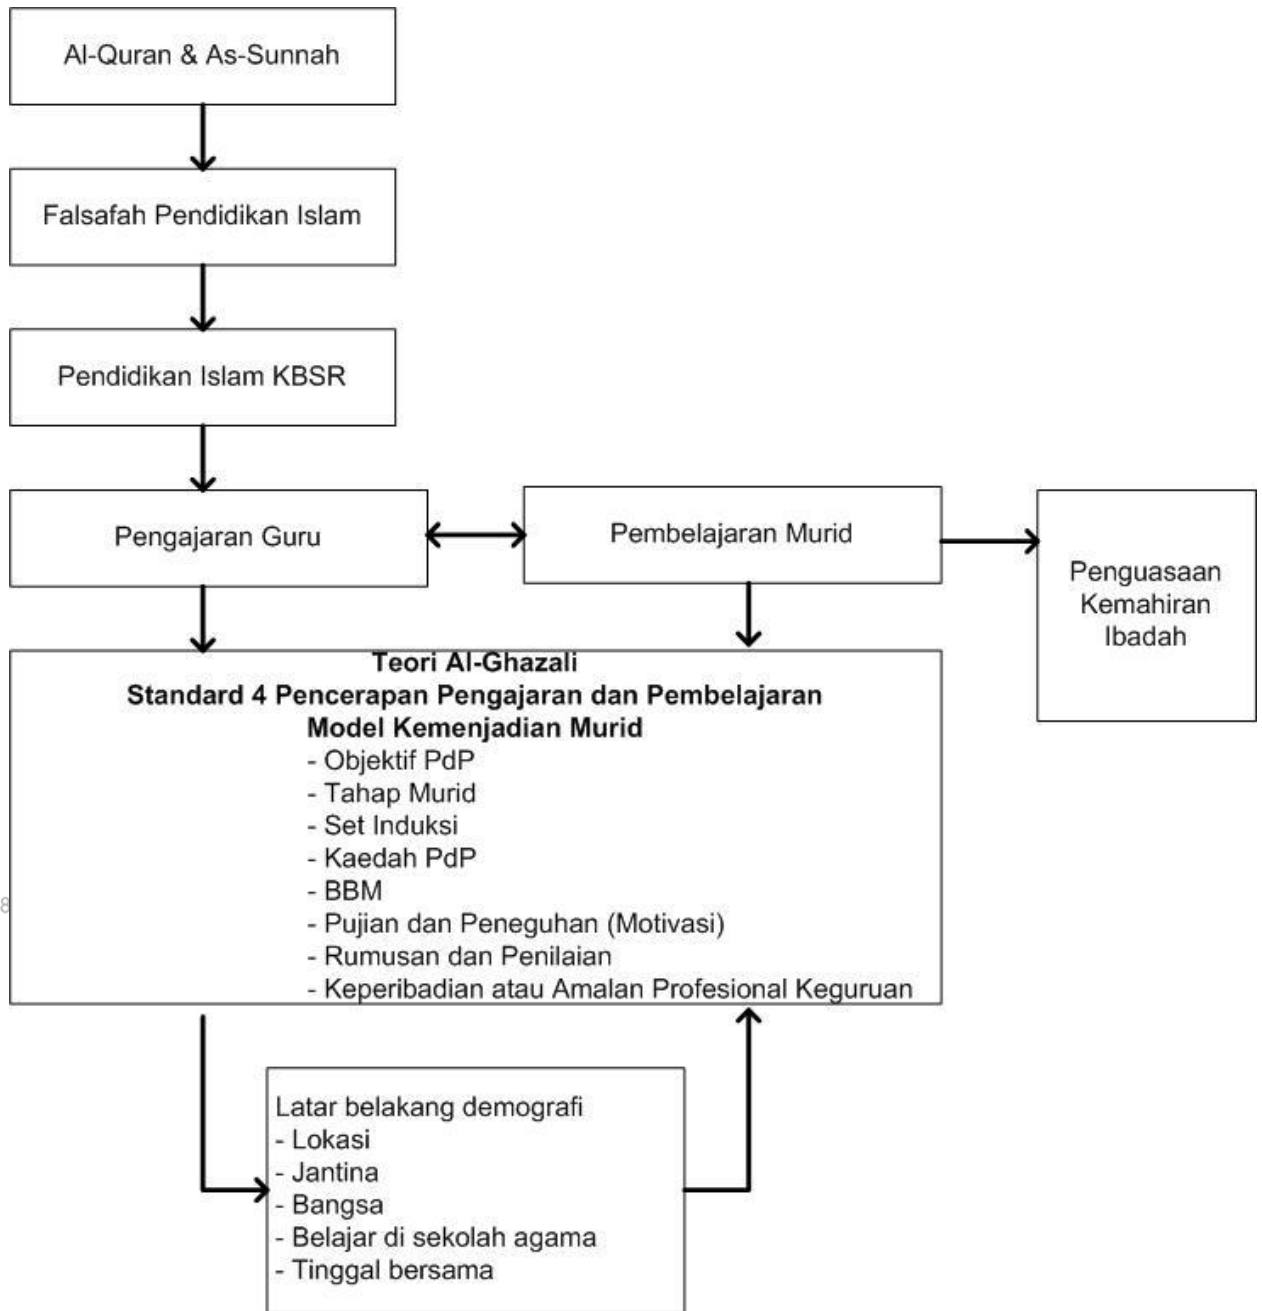 Al-Quran & As-Sunnah
Falsafah Pendidikan Islam
Pendidikan Islam KBSR
Pengajaran Guru
Pembelajaran Murid
Penguasaan
Kemahiran
Ibadah
Teori Al-Ghazali
Standard 4 Pencerapan Pengajaran dan Pembelajaran
Model Kemenjadian Murid
- Objektif PdP
- Tahap Murid
- Set Induksi
- Kaedah PdP
- BBM
- Pujian dan Peneguhan (Motivasi)
- Rumusan dan Penilaian
- Keperibadian atau Amalan Profesional Keguruan
8
Latar belakang demografi
- Lokasi
- Jantina
- Bangsa
- Belajar di sekolah agama
- Tinggal bersama